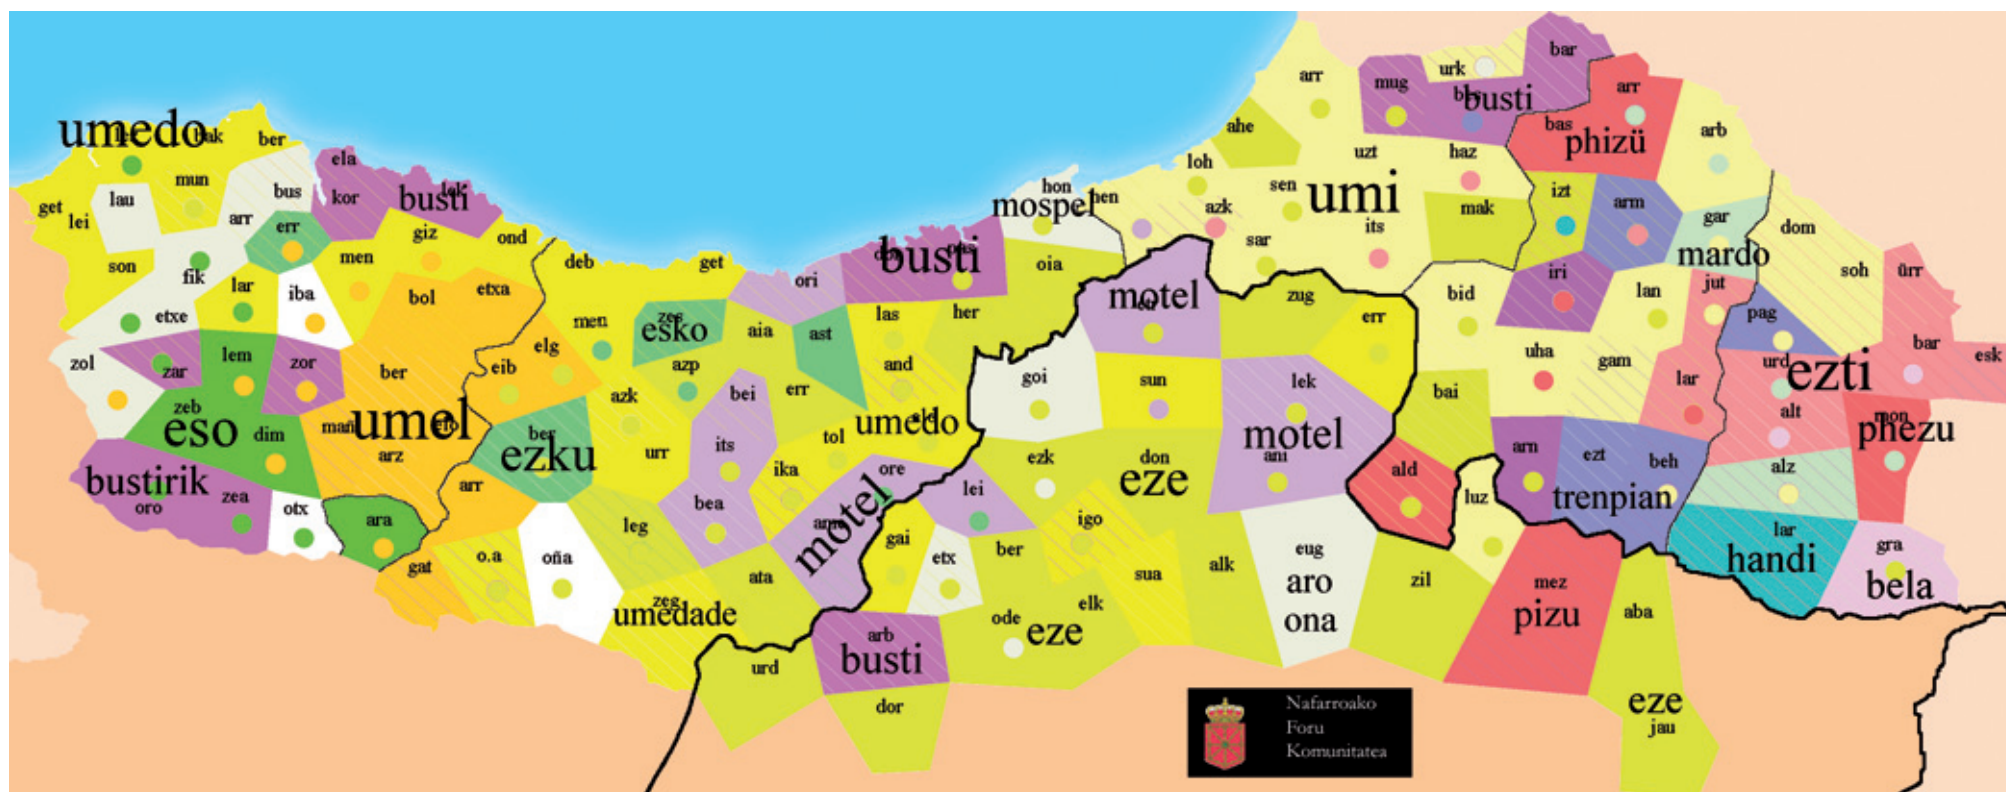 umedo
bak
ber
mun
lau
get
lei
bus
arr
err
ela
kor
busti
giz
ond
son
fik
lar
men
iba
etxe
bol
etxa
zol
zar
lem
zor
ber
zeb
eso
dim
mañ
umel
arz
bustirik
oro
zea
otx
ara
arr
gat
o.a
oña
deb
get
men
elg
eib
esko
azp
ori
aia
ast
las
her
busti
oia
hon
mospel
hen
azk
urr
bei
err
and
its
tol
umedo
ika
ezku
bea
ore
motel
leg
ata
zeg
umedade
urd
arb
busti
dor
gai
etx
lei
ber
ode
eze
elk
igo
sua
alk
ezk
don
eze
goi
sun
motel
zug
err
lek
motel
ani
eug
aro
ona
zil
ald
luz
mez
pizu
aba
eze
jau
arr
ahe
loh
uzt
haz
sen
umi
azk
sar
its
mak
mug
urk
bar
busti
bas
arr
phizü
arb
izt
arm
gar
mardo
dom
soh
ürr
iri
lan
jut
bid
uha
gam
lar
bai
pag
urd
ezti
bar
esk
alt
phezu
alz
arn
ezt
beh
trenpian
lar
handi
gra
bela
Nafarroako
Foru
Komunitatea